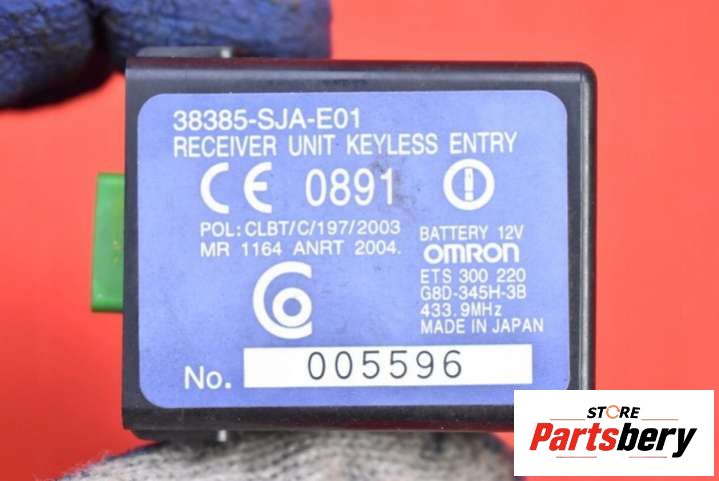 38385-SJA-E01
RECEIVER UNIT KEYLESS ENTRY
CE 0891
POL: CLBT/C/197/2003
MR 1164 ANRT 2004.
BATTERY 12V
OMRON
ETS 300 220
G8D-345H-3B
433.9MHz
MADE IN JAPAN
No. 005596
STORE
Partsbery